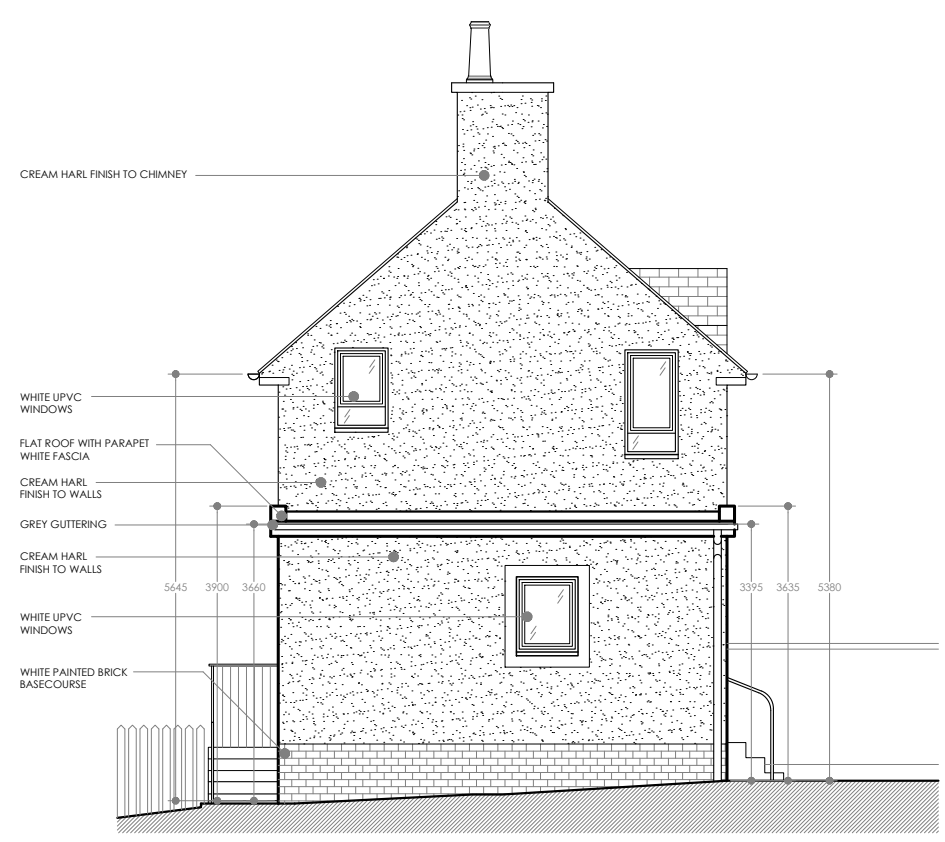 CREAM HARL FINISH TO CHIMNEY
WHITE UPVC
WINDOWS
FLAT ROOF WITH PARAPET
WHITE FASCIA
CREAM HARL
FINISH TO WALLS
GREY GUTTERING
CREAM HARL
FINISH TO WALLS
5645 3900 3660 3395 3635 5380
WHITE UPVC
WINDOWS
WHITE PAINTED BRICK
BASECOURSE